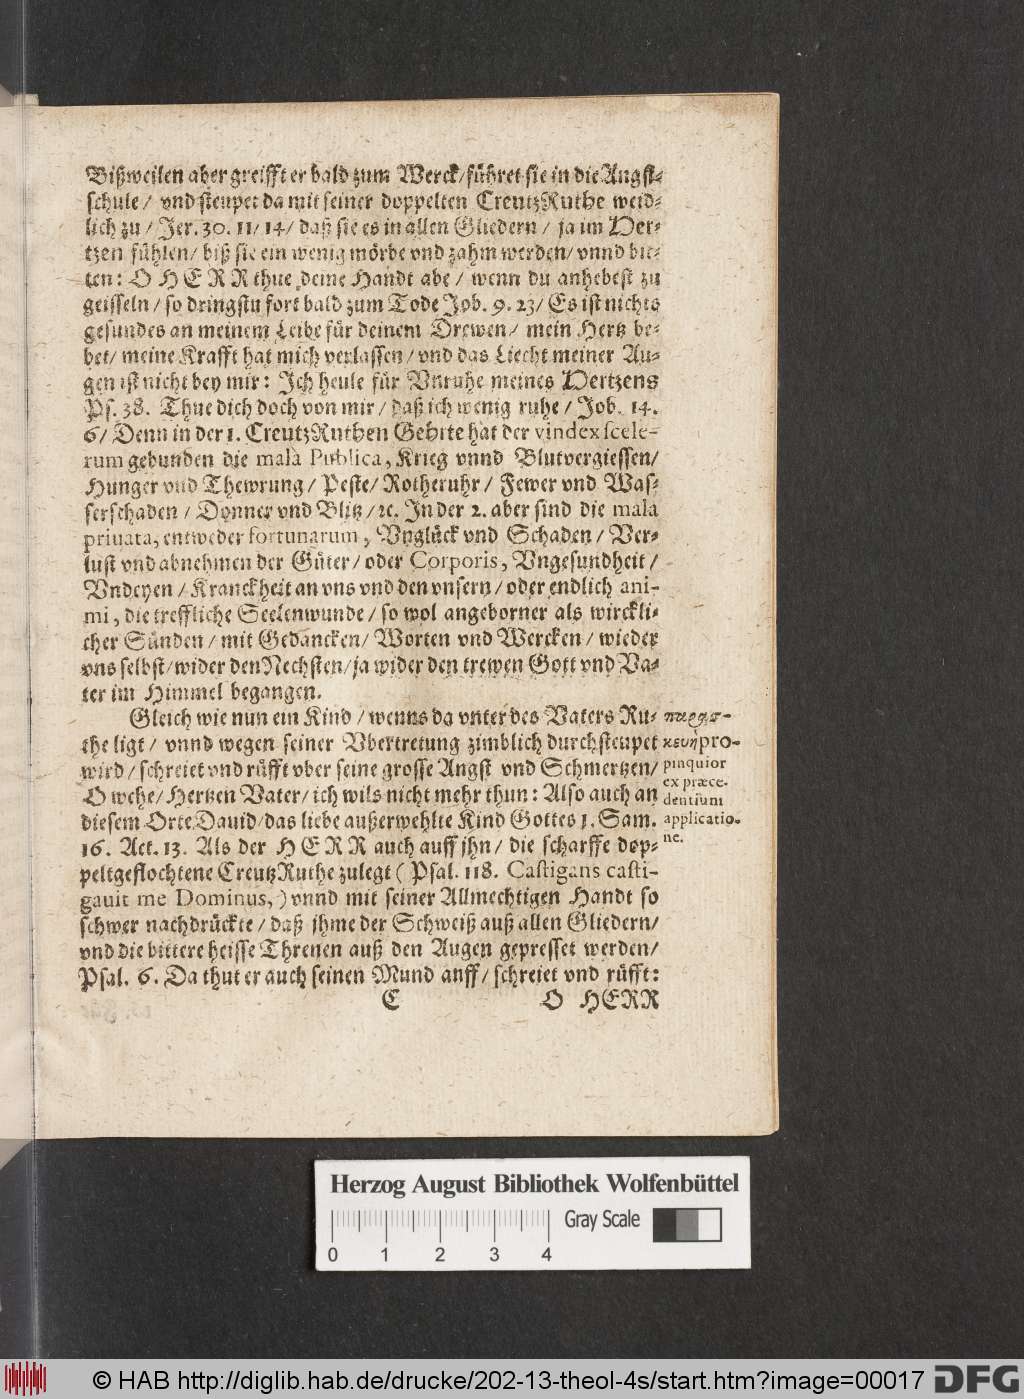 Bißweilen aber greifft er bald zum Werck/führet sie in die Angst-
schule/ vnd steupet da mit seiner doppelten CreutzRuthe weid-
lich zu/ Jer. 30. 11/ 14/ daß sie es in allen Gliedern/ ja im Her-
tzen fühlen/ biß sie ein wenig mörbe vnd zahm werden/ vnnd bit-
ten: O HERR thue deine Handt abe/ wenn du anhebest zu
geisseln/ so dringstu fort bald zum Tode Job. 9. 23/ Es ist nichts
gesundes an meinem Leibe für deinem Drewen/ mein Hertz be-
bet/ meine Krafft hat mich verlassen/ vnd das Liecht meiner Au-
gen ist nicht bey mir: Ich heule für Vnruhe meines Hertzens
Ps. 38. Thue dich doch von mir/ daß ich wenig ruhe/ Job. 14.
6/ Denn in der 1. CreutzRuthen Gehrte hat der vindex scele-
rum gebunden die mala Publica, Krieg vnnd Blutvergiessen/
Hunger vnd Thewrung/ Peste/ Rotheruhr/ Fewer vnd Was-
serschaden/ Donner vnd Blitz/ ꝛc. In der 2. aber sind die mala
privata, entweder fortunarum, Vnglück vnd Schaden/ Ver-
lust vnd abnehmen der Güter/ oder Corporis, Vngesundheit/
Vndeyen/ Kranckheit an vns vnd den vnsern/ oder endlich ani-
mi, die treffliche Seelenwunde/ so wol angeborner als wirckli-
cher Sünden/ mit Gedancken/ Worten vnd Wercken/ wieder
vns selbst/ wider den Nechsten/ ja wider den trewen Gott vnd Va-
ter im Himmel begangen.
Gleich wie nun ein Kind/ wenns da vnter des Vaters Ru-
the ligt/ vnnd wegen seiner Vbertretung zimblich durchsteupet
wird/ schreiet vnd rüfft vber seine grosse Angst vnd Schmertzen/
O wehe/ Hertzen Vater/ ich wils nicht mehr thun: Also auch an
diesem Orte Dauid/ das liebe außerwehlte Kind Gottes 1. Sam.
16. Act. 13. Als der HERR auch auff jhn/ die scharffe dop-
peltgeflochtene CreutzRuthe zulegt (Psal. 118. Castigans casti-
gavit me Dominus,) vnnd mit seiner Allmechtigen Handt so
schwer nachdrückte/ daß jhme der Schweiß auß allen Gliedern/
vnd die bittere heisse Threnen auß den Augen gepresset werden/
Psal. 6. Da thut er auch seinen Mund auff/ schreiet vnd rüfft:
C O HERR
παρασ-
κευὴ pro-
pinquior
ex præce-
dentium
applicatio-
ne.
Herzog August Bibliothek Wolfenbüttel
Gray Scale
0 1 2 3 4
© HAB http://diglib.hab.de/drucke/202-13-theol-4s/start.htm?image=00017
DFG